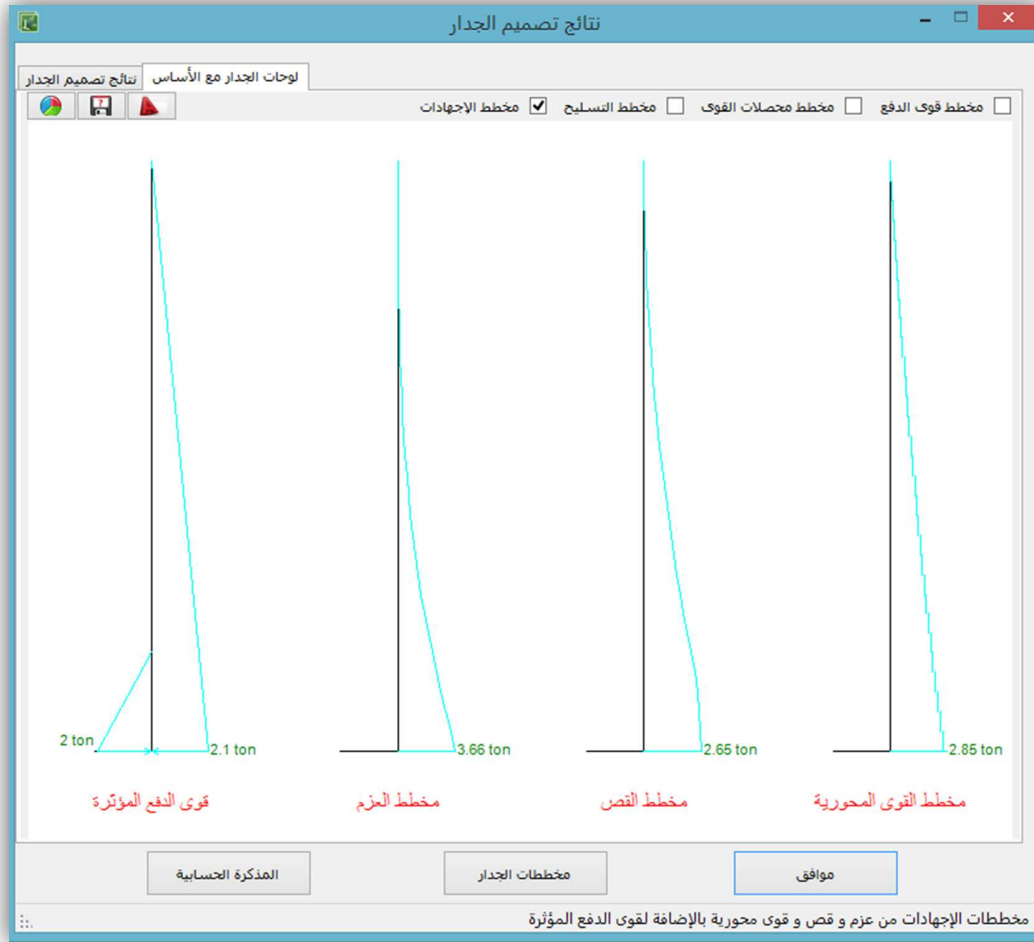 نتائج تصميم الجدار
لوحات الجدار مع الأساس
نتائج تصميم الجدار
مخطط قوى الدفع
مخطط محصلات القوى
مخطط التسليح
مخطط الإجهادات
2 ton
2.1 ton
3.66 ton
2.65 ton
2.85 ton
مخطط القوى المحورية
مخطط القص
مخطط العزم
قوى الدفع المؤثرة
موافق
مخططات الجدار
المذكرة الحسابية
مخططات الإجهادات من عزم و قص و قوى محورية بالإضافة لقوى الدفع المؤثرة